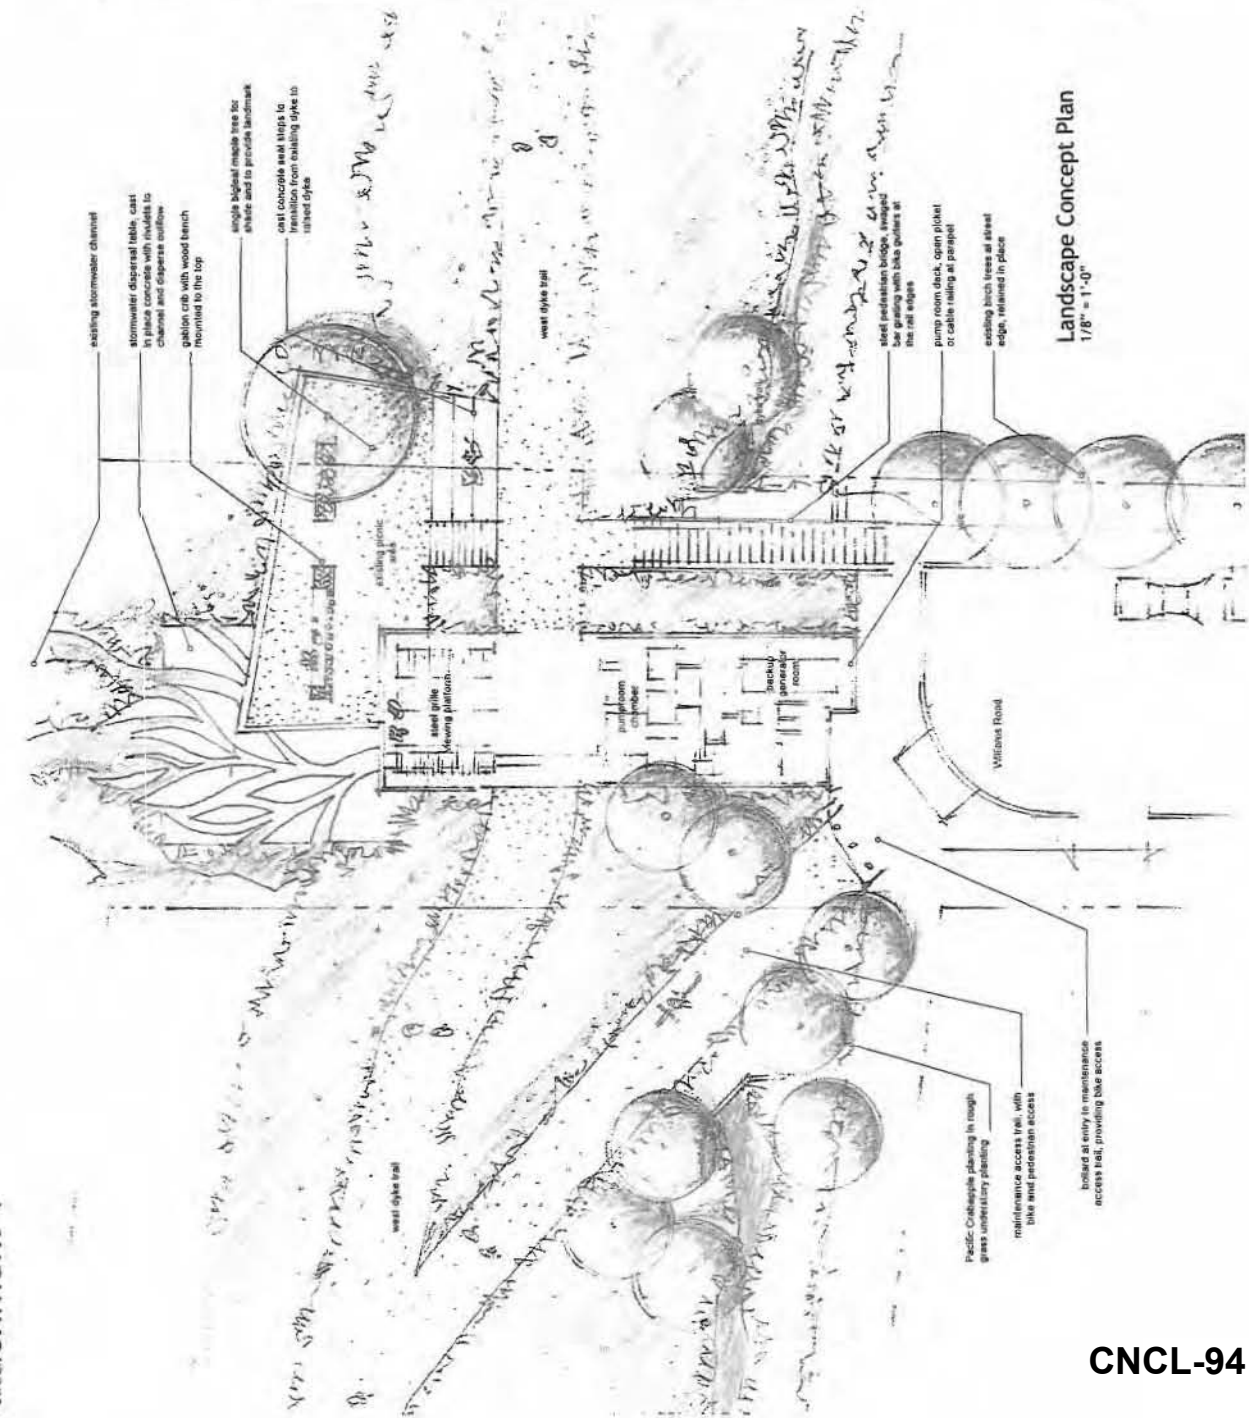 existing stormwater channel
stormwater dispersal table, cast
in place concrete with rivulets to
channel and disperse outflow
gabion crib with wood bench
mounted to the top
single bigleaf maple tree for
shade and to provide landmark
cast concrete seat steps to
transition from existing dyke to
raised dyke
west dyke trail
steel pedestrian bridge, swaged
bar grating with bike gutters at
the rail edges
pump room deck, open picket
or cable railing at parapet
existing birch trees at street
edge, retained in place
Landscape Concept Plan
1/8" = 1'-0"
existing picnic
area
steel grille
viewing platform
pumproom
chamber
backup
generator
room
Williams Road
west dyke trail
Pacific Crabapple planting in rough
grass understory planting
maintenance access trail, with
bike and pedestrian access
bollard at entry to maintenance
access trail, providing bike access
CNCL-94